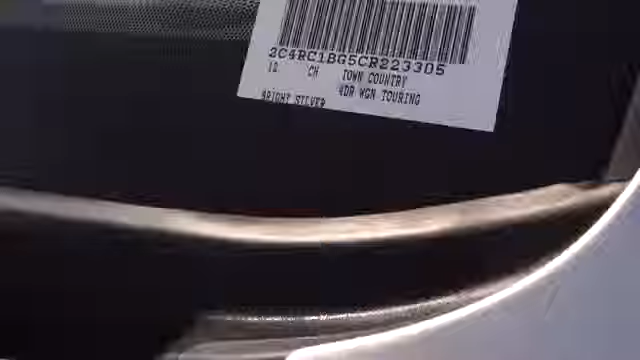 2C4RC1BG5CR223305
12 CH TOWN COUNTRY
4DR WGN TOURING
BRIGHT SILVER